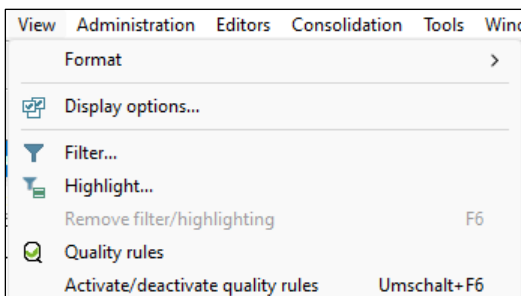 View Administration Editors Consolidation Tools
Format
Display options...
Filter...
Highlight...
Remove filter/highlighting F6
Quality rules
Activate/deactivate quality rules Umschalt+F6